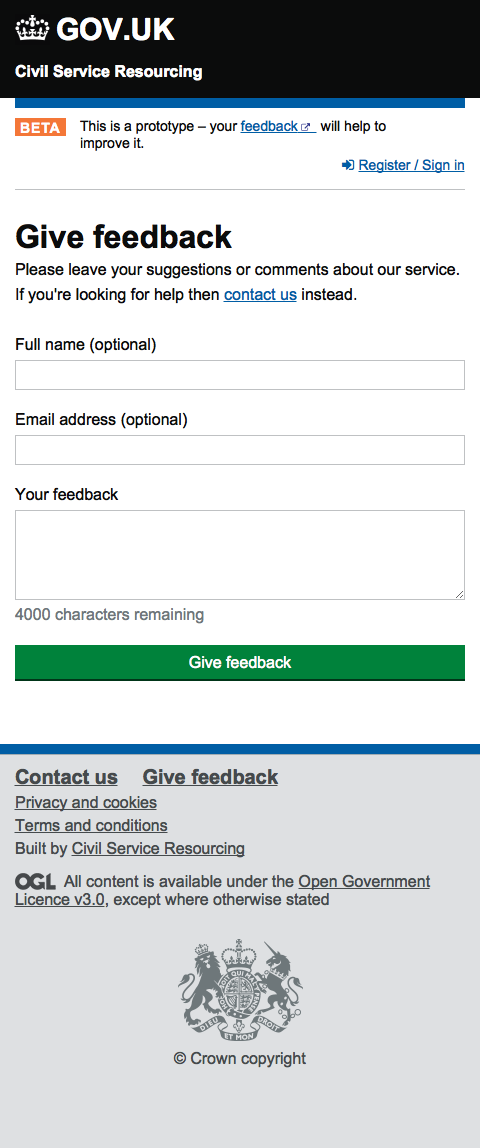 GOV.UK
Civil Service Resourcing
BETA This is a prototype – your feedback will help to
improve it.
Register / Sign in
Give feedback
Please leave your suggestions or comments about our service.
If you're looking for help then contact us instead.
Full name (optional)
Email address (optional)
Your feedback
4000 characters remaining
Give feedback
Contact us Give feedback
Privacy and cookies
Terms and conditions
Built by Civil Service Resourcing
OGL All content is available under the Open Government
Licence v3.0, except where otherwise stated
DIEU ET MON DROIT
© Crown copyright